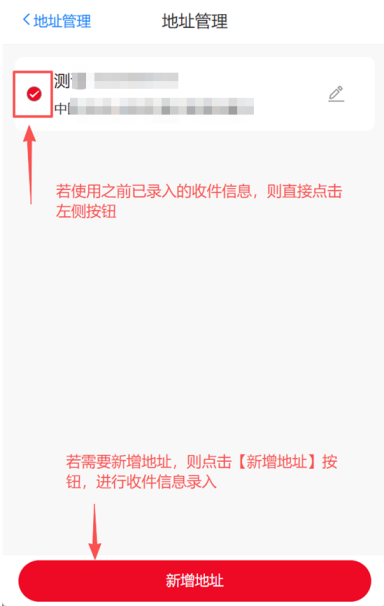 地址管理
地址管理
测
中
若使用之前已录入的收件信息，则直接点击
左侧按钮
若需要新增地址，则点击【新增地址】按
钮，进行收件信息录入
新增地址